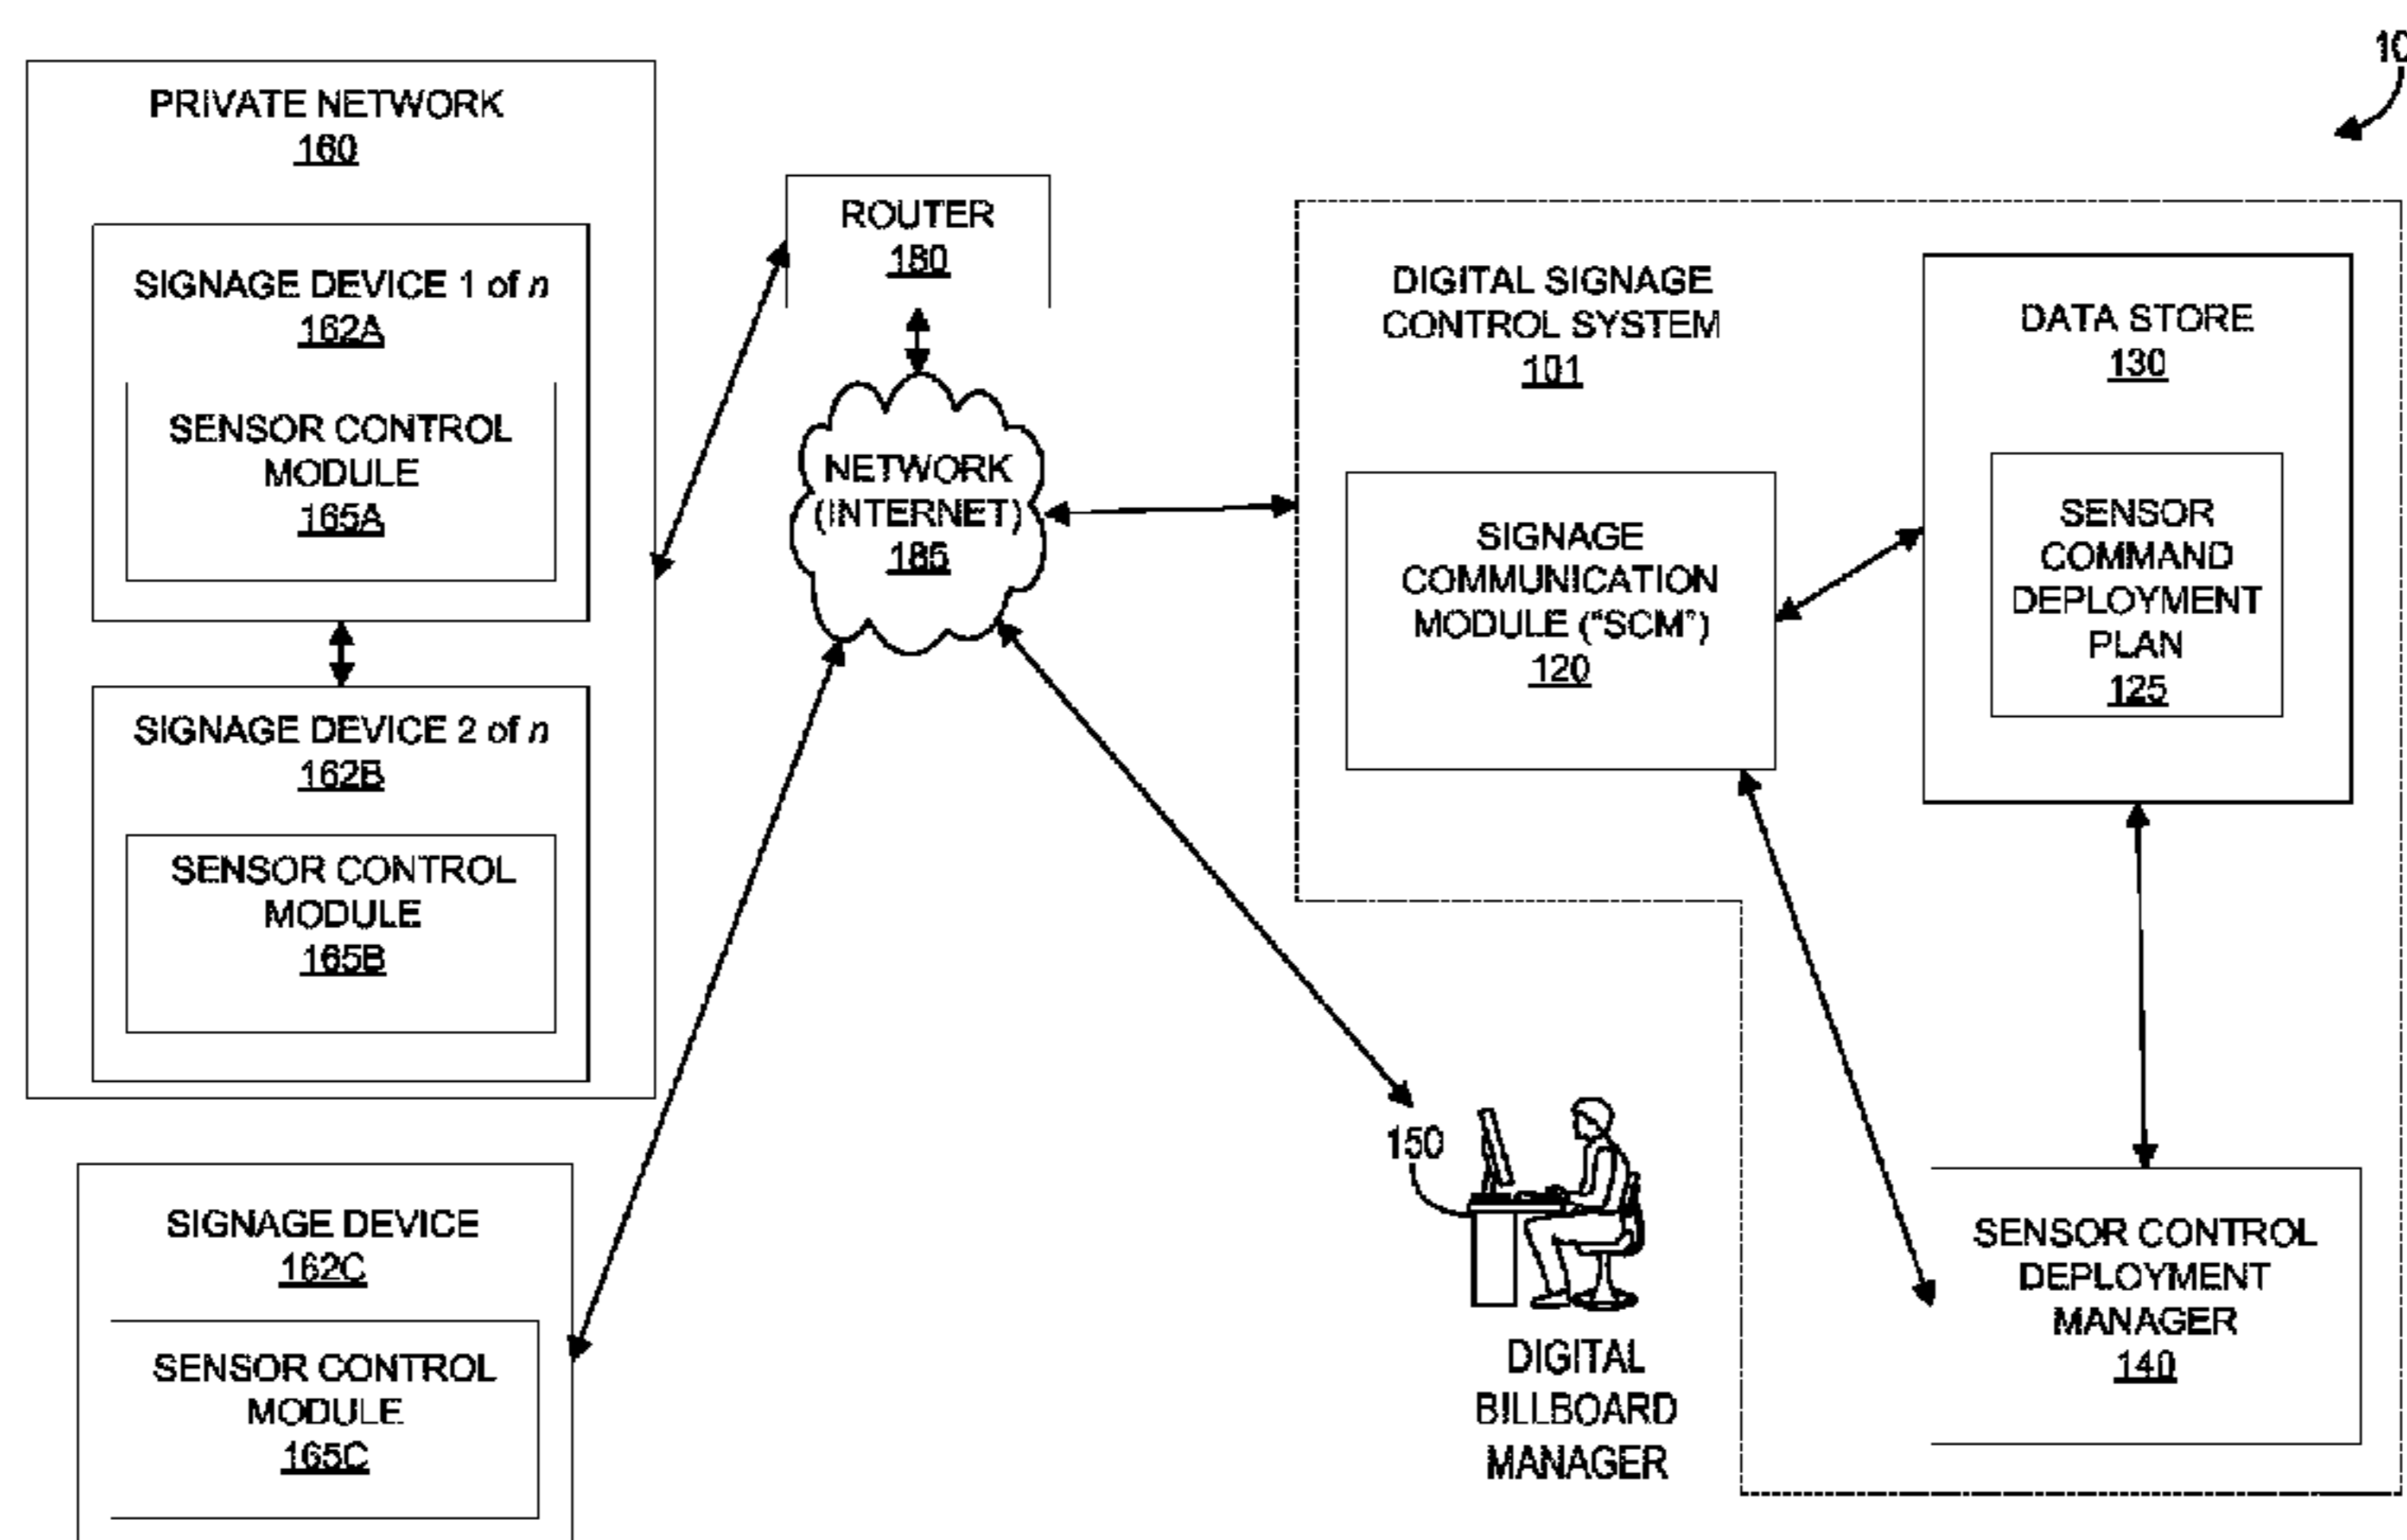 10
PRIVATE NETWORK
160
SIGNAGE DEVICE 1 of n
162A
SENSOR CONTROL
MODULE
165A
SIGNAGE DEVICE 2 of n
162B
SENSOR CONTROL
MODULE
165B
SIGNAGE DEVICE
162C
SENSOR CONTROL
MODULE
165C
ROUTER
180
NETWORK
(INTERNET)
185
DIGITAL SIGNAGE
CONTROL SYSTEM
101
SIGNAGE
COMMUNICATION
MODULE ("SCM")
120
DATA STORE
130
SENSOR
COMMAND
DEPLOYMENT
PLAN
125
150
DIGITAL
BILLBOARD
MANAGER
SENSOR CONTROL
DEPLOYMENT
MANAGER
140